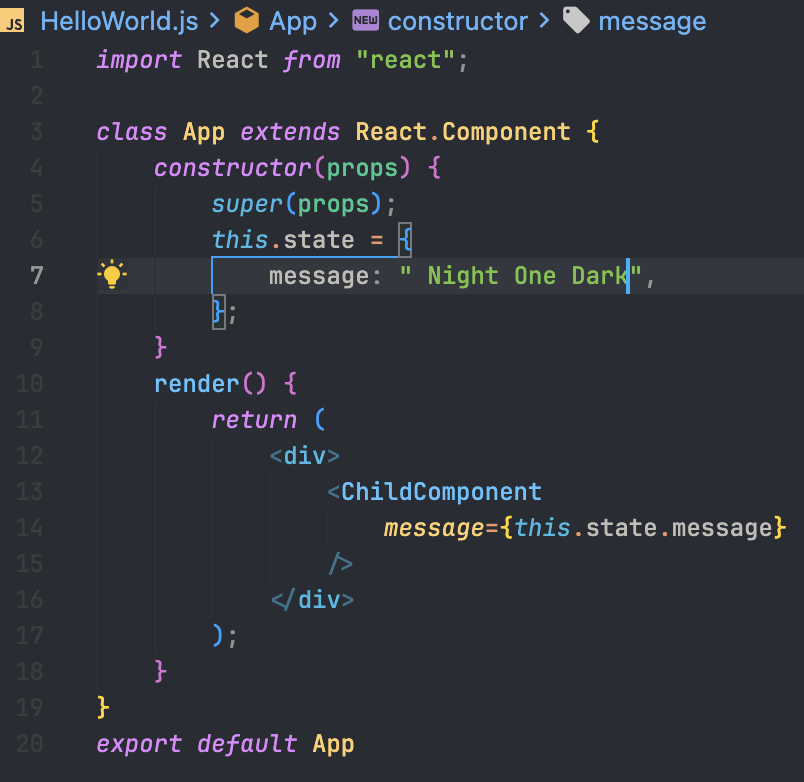 JS HelloWorld.js > App > NEW constructor > message
1 import React from "react";
2
3 class App extends React.Component {
4 constructor(props) {
5 super(props);
6 this.state = {
7 message: " Night One Dark",
8 };
9 }
10 render() {
11 return (
12 <div>
13 <ChildComponent
14 message={this.state.message}
15 />
16 </div>
17 );
18 }
19 }
20 export default App